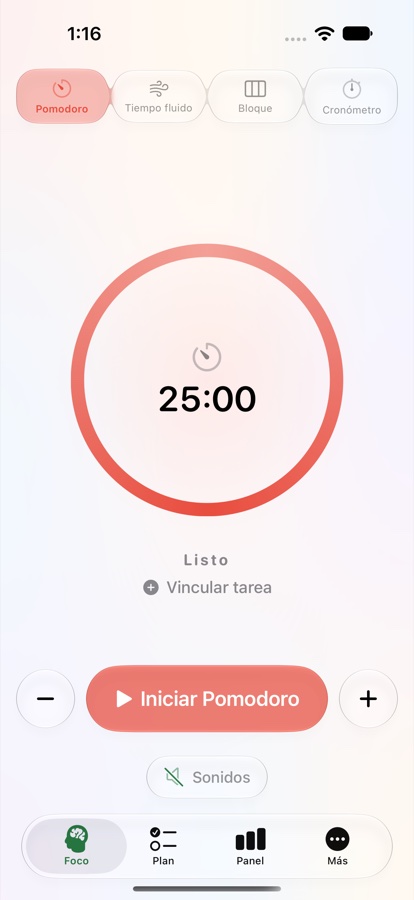 1:16
Pomodoro
Tiempo fluido
Bloque
Cronómetro
25:00
Listo
Vincular tarea
Iniciar Pomodoro
Sonidos
Foco
Plan
Panel
Más